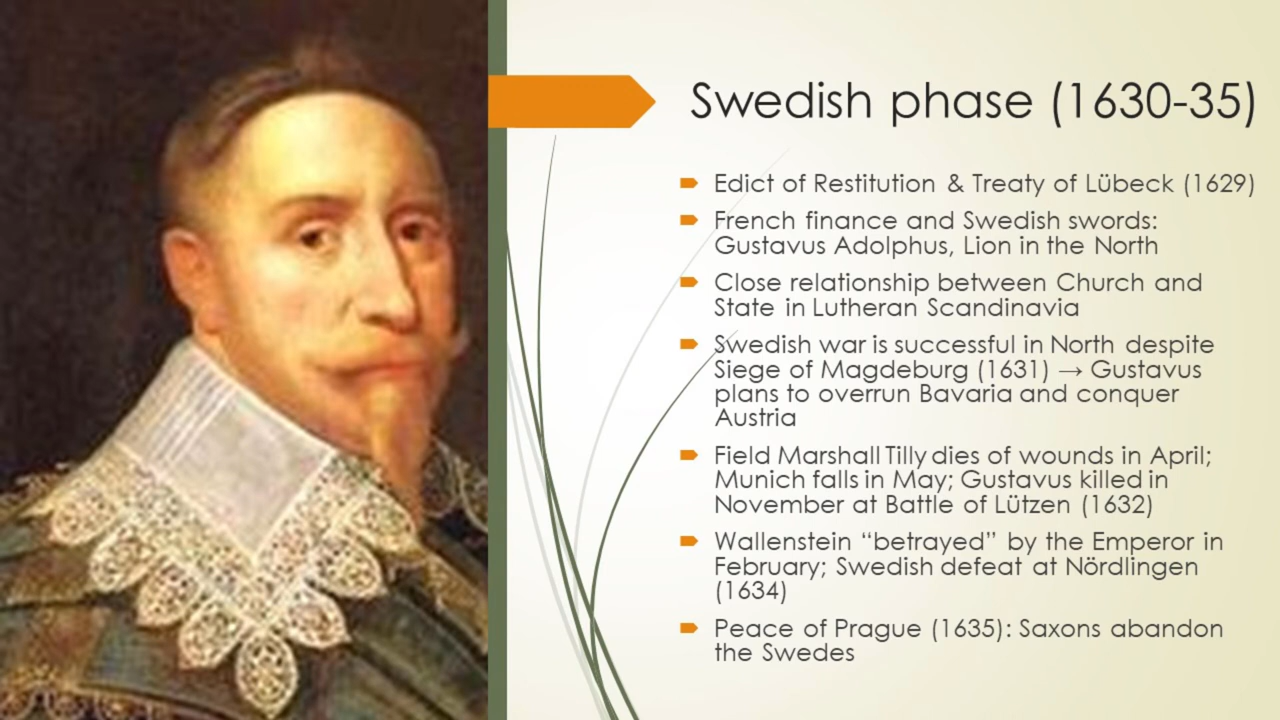 Swedish phase (1630-35)
Edict of Restitution & Treaty of Lübeck (1629)
French finance and Swedish swords:
Gustavus Adolphus, Lion in the North
Close relationship between Church and
State in Lutheran Scandinavia
Swedish war is successful in North despite
Siege of Magdeburg (1631) → Gustavus
plans to overrun Bavaria and conquer
Austria
Field Marshall Tilly dies of wounds in April;
Munich falls in May; Gustavus killed in
November at Battle of Lützen (1632)
Wallenstein “betrayed” by the Emperor in
February; Swedish defeat at Nördlingen
(1634)
Peace of Prague (1635): Saxons abandon
the Swedes